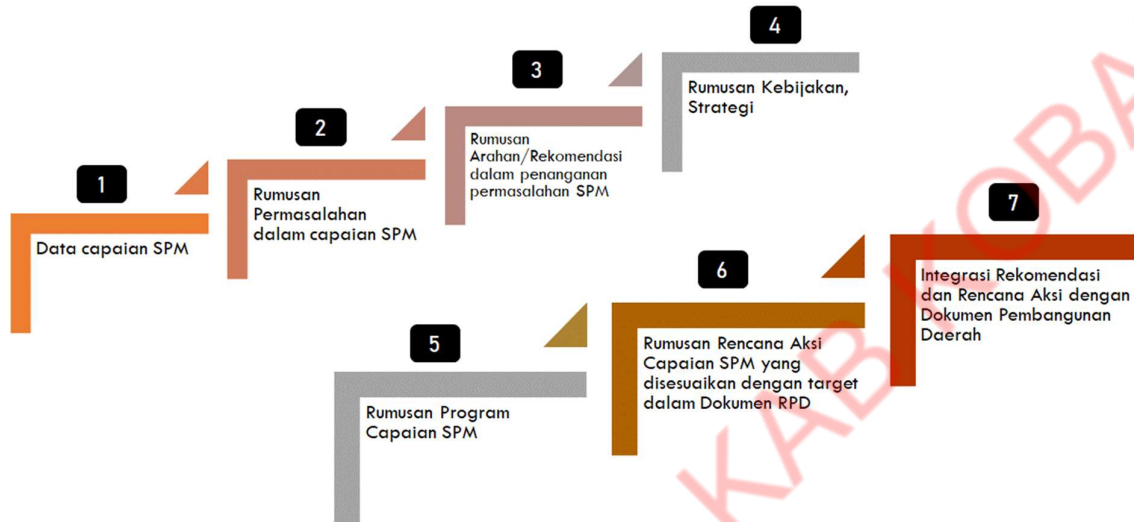 1
Data capaian SPM
2
Rumusan
Permasalahan
dalam capaian SPM
3
Rumusan
Arahan/Rekomendasi
dalam penanganan
permasalahan SPM
4
Rumusan Kebijakan,
Strategi
5
Rumusan Program
Capaian SPM
6
Rumusan Rencana Aksi
Capaian SPM yang
disesuaikan dengan target
dalam Dokumen RPD
7
Integrasi Rekomendasi
dan Rencana Aksi dengan
Dokumen Pembangunan
Daerah
KAB KOBA